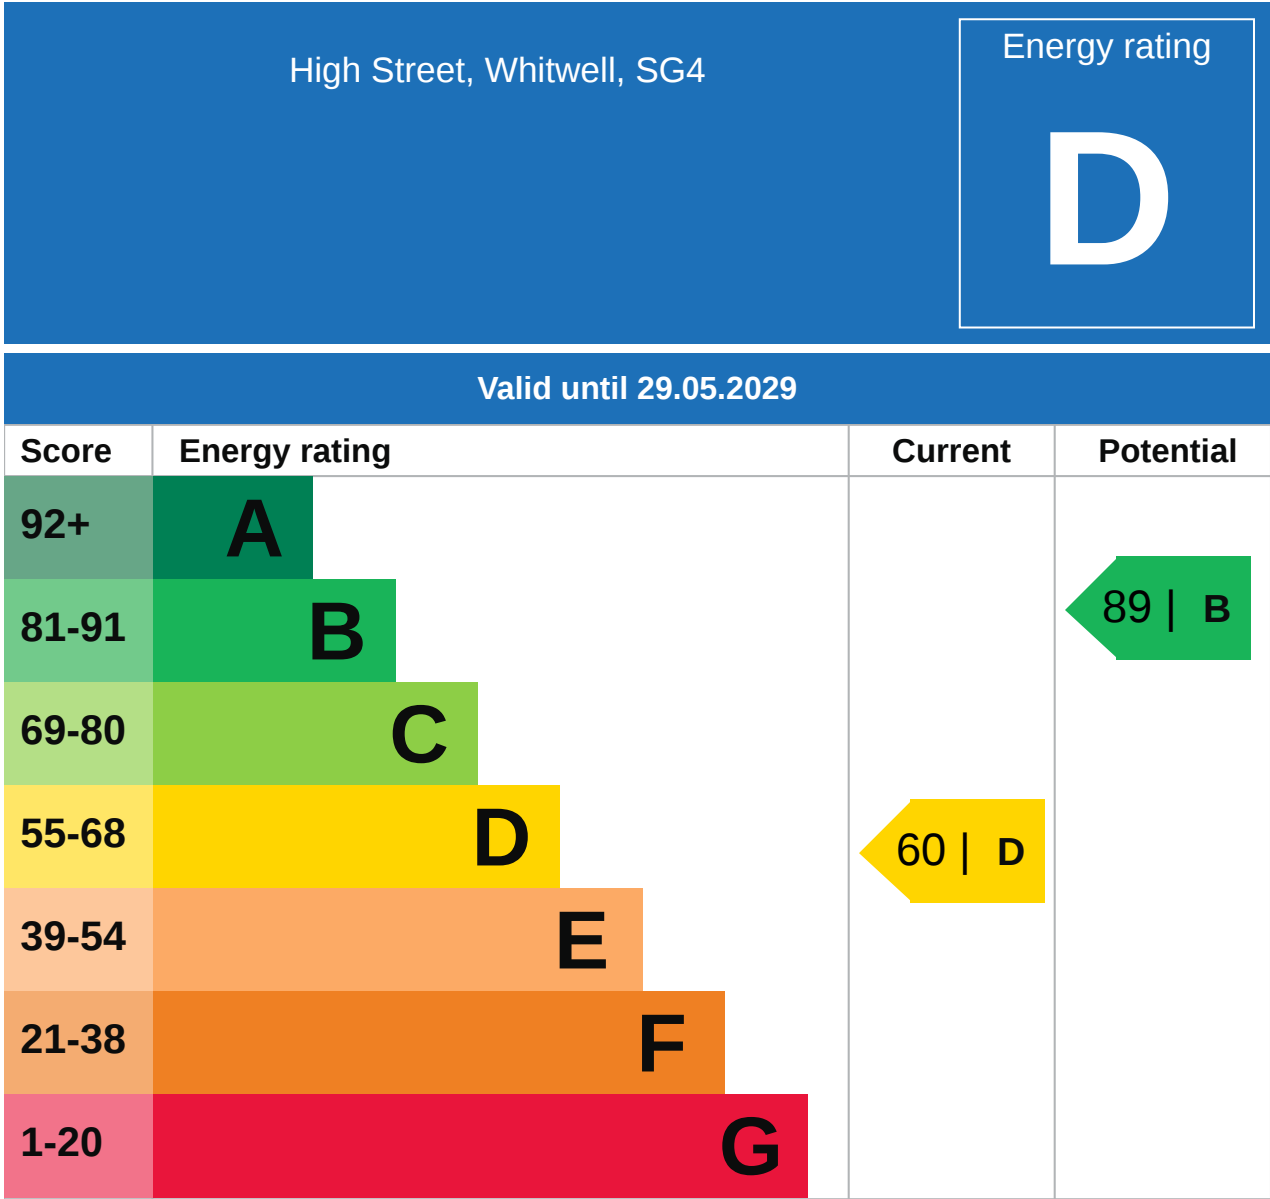 High Street, Whitwell, SG4
Energy rating
D
Valid until 29.05.2029
Score Energy rating Current Potential
92+ A
81-91 B 89 | B
69-80 C
55-68 D 60 | D
39-54 E
21-38 F
1-20 G